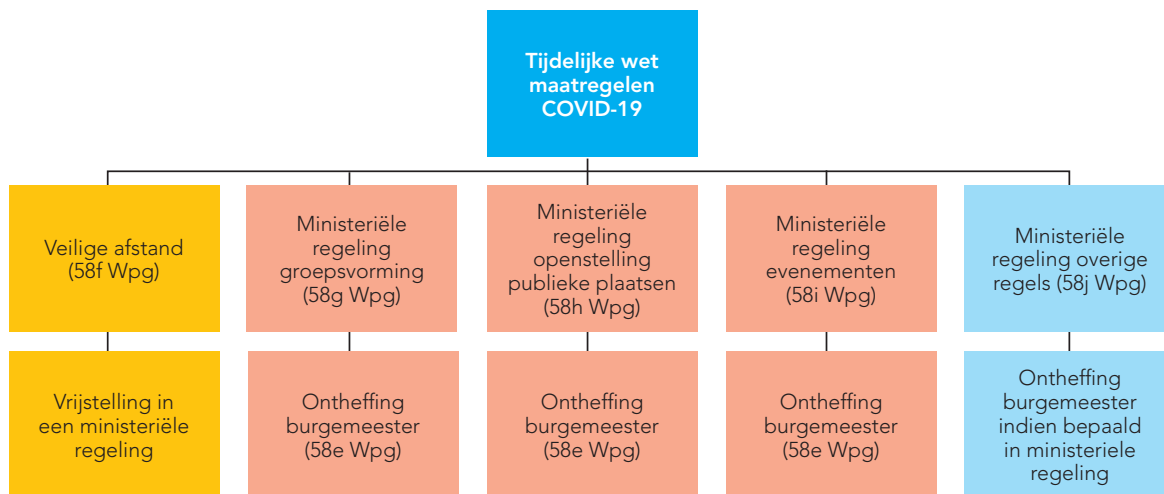 Tijdelijke wet
maatregelen
COVID-19
Veilige afstand
(58f Wpg)
Ministeriële
regeling
groepsvorming
(58g Wpg)
Ministeriële
regeling
openstelling
publieke plaatsen
(58h Wpg)
Ministeriële
regeling
evenementen
(58i Wpg)
Ministeriële
regeling overige
regels (58j Wpg)
Vrijstelling in
een ministeriële
regeling
Ontheffing
burgemeester
(58e Wpg)
Ontheffing
burgemeester
(58e Wpg)
Ontheffing
burgemeester
(58e Wpg)
Ontheffing
burgemeester
indien bepaald
in ministeriele
regeling